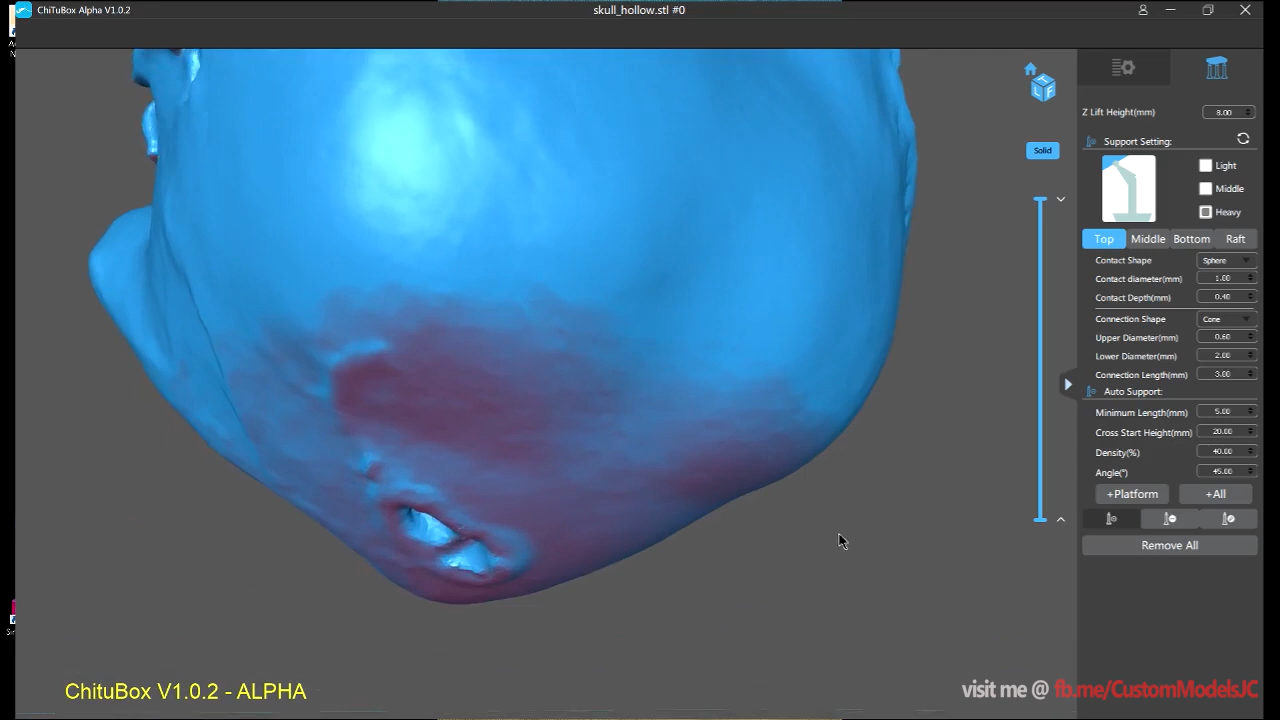 ChiTuBox Alpha V1.0.2
skull_hollow.stl #0
Z Lift Height(mm) 8.00
Support Setting:
Light
Middle
Heavy
Solid
Top Middle Bottom Raft
Contact Shape Sphere
Contact diameter(mm) 1.00
Contact Depth(mm) 0.40
Connection Shape Cone
Upper Diameter(mm) 0.60
Lower Diameter(mm) 2.00
Connection Length(mm) 3.00
Auto Support:
Minimum Length(mm) 5.00
Cross Start Height(mm) 20.00
Density(%) 40.00
Angle(°) 45.00
+Platform +All
Remove All
ChituBox V1.0.2 - ALPHA
visit me @ fb.me/CustomModelsJC